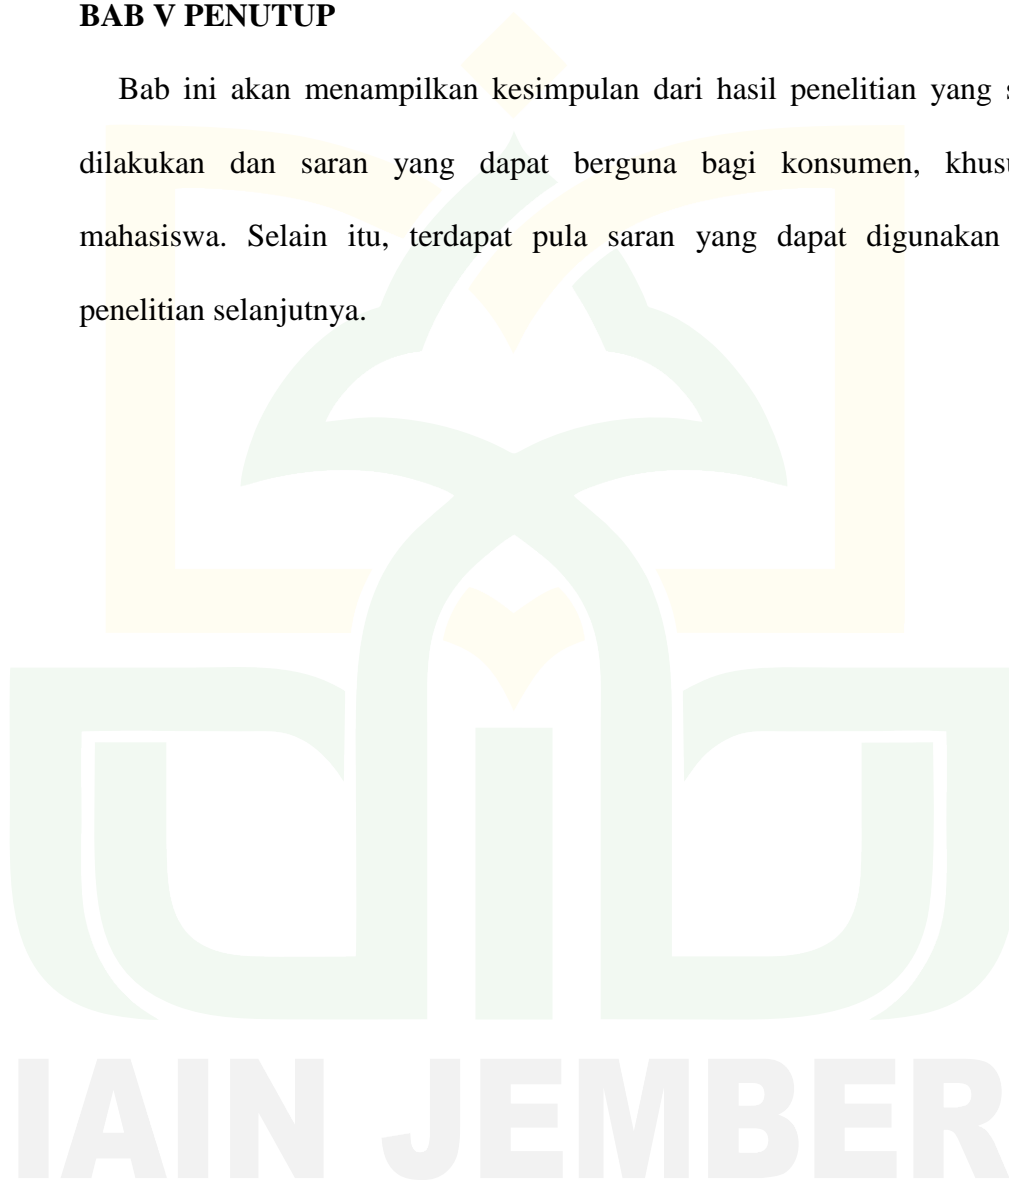 BAB V PENUTUP
Bab ini akan menampilkan kesimpulan dari hasil penelitian yang
dilakukan dan saran yang dapat berguna bagi konsumen,
mahasiswa. Selain itu, terdapat pula saran yang dapat digunakan
penelitian selanjutnya.
IAIN JEMBER